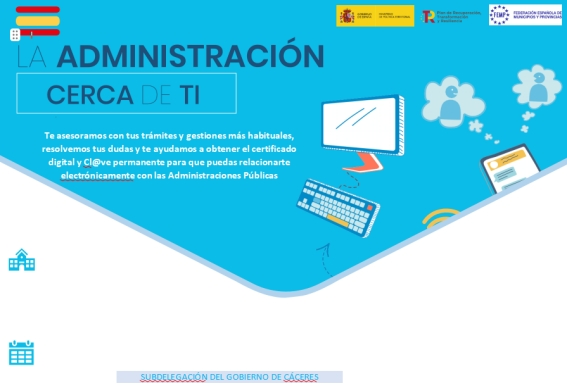 FEMP
FEDERACIÓN ESPAÑOLA DE
MUNICIPIOS Y PROVINCIAS
Plan de Recuperación,
Transformación
y Resiliencia
LA ADMINISTRACIÓN
CERCA DE TI
Te asesoramos con tus trámites y gestiones más habituales,
resolvemos tus dudas y te ayudamos a obtener el certificado
digital y Cl@ve permanente para que puedas relacionarte
electrónicamente con las Administraciones Públicas
SUBDELEGACIÓN DEL GOBIERNO DE CÁCERES